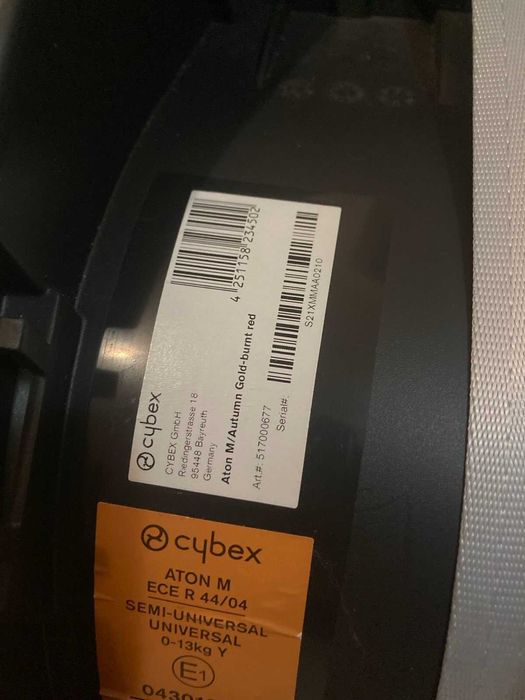 cybex
CYBEX GmbH
Riedingerstrasse 18
95448 Bayreuth
Germany
Aton M/Autumn Gold-burnt red
Art.#: 517000677
Serial#:
4 251158 234502
S21XMMAA0210
cybex
ATON M
ECE R 44/04
SEMI-UNIVERSAL
UNIVERSAL
0-13kg Y
E1